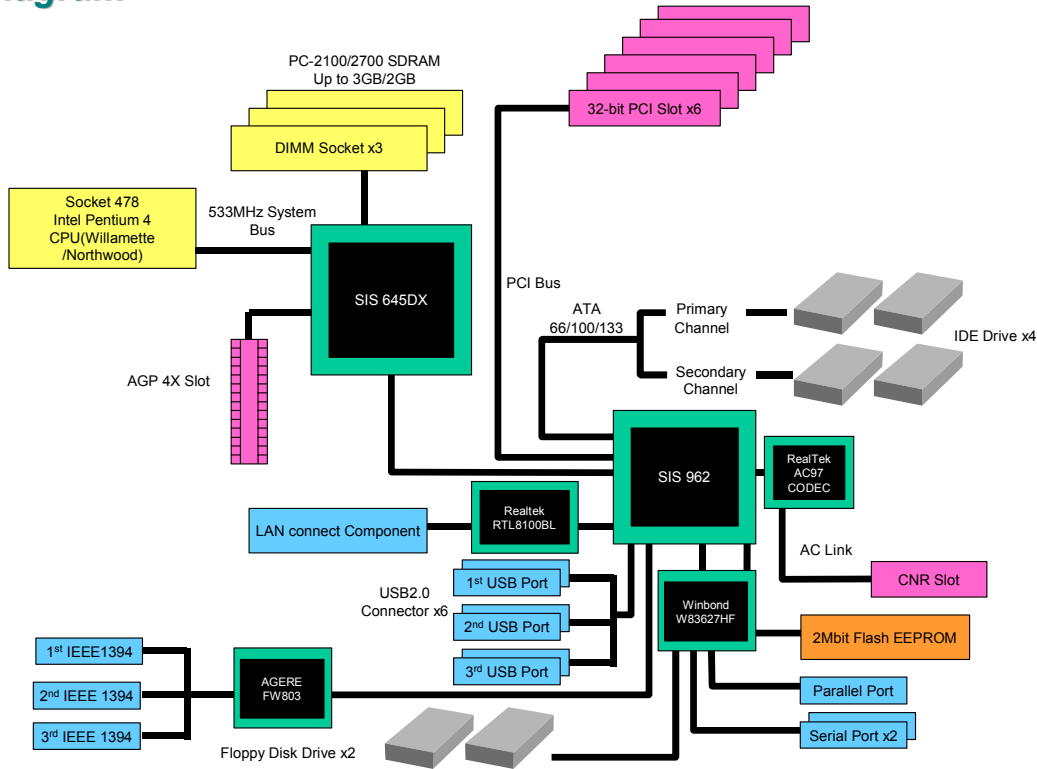 PC-2100/2700 SDRAM
Up to 3GB/2GB
DIMM Socket x3
32-bit PCI Slot x6
Socket 478
Intel Pentium 4
CPU(Willamette
/Northwood)
533MHz System
Bus
SIS 645DX
PCI Bus
ATA
66/100/133
Primary
Channel
Secondary
Channel
IDE Drive x4
AGP 4X Slot
SIS 962
RealTek
AC97
CODEC
LAN connect Component
Realtek
RTL8100BL
AC Link
CNR Slot
USB2.0
Connector x6
1st USB Port
2nd USB Port
3rd USB Port
Winbond
W83627HF
2Mbit Flash EEPROM
Parallel Port
Serial Port x2
1st IEEE1394
2nd IEEE 1394
3rd IEEE 1394
AGERE
FW803
Floppy Disk Drive x2